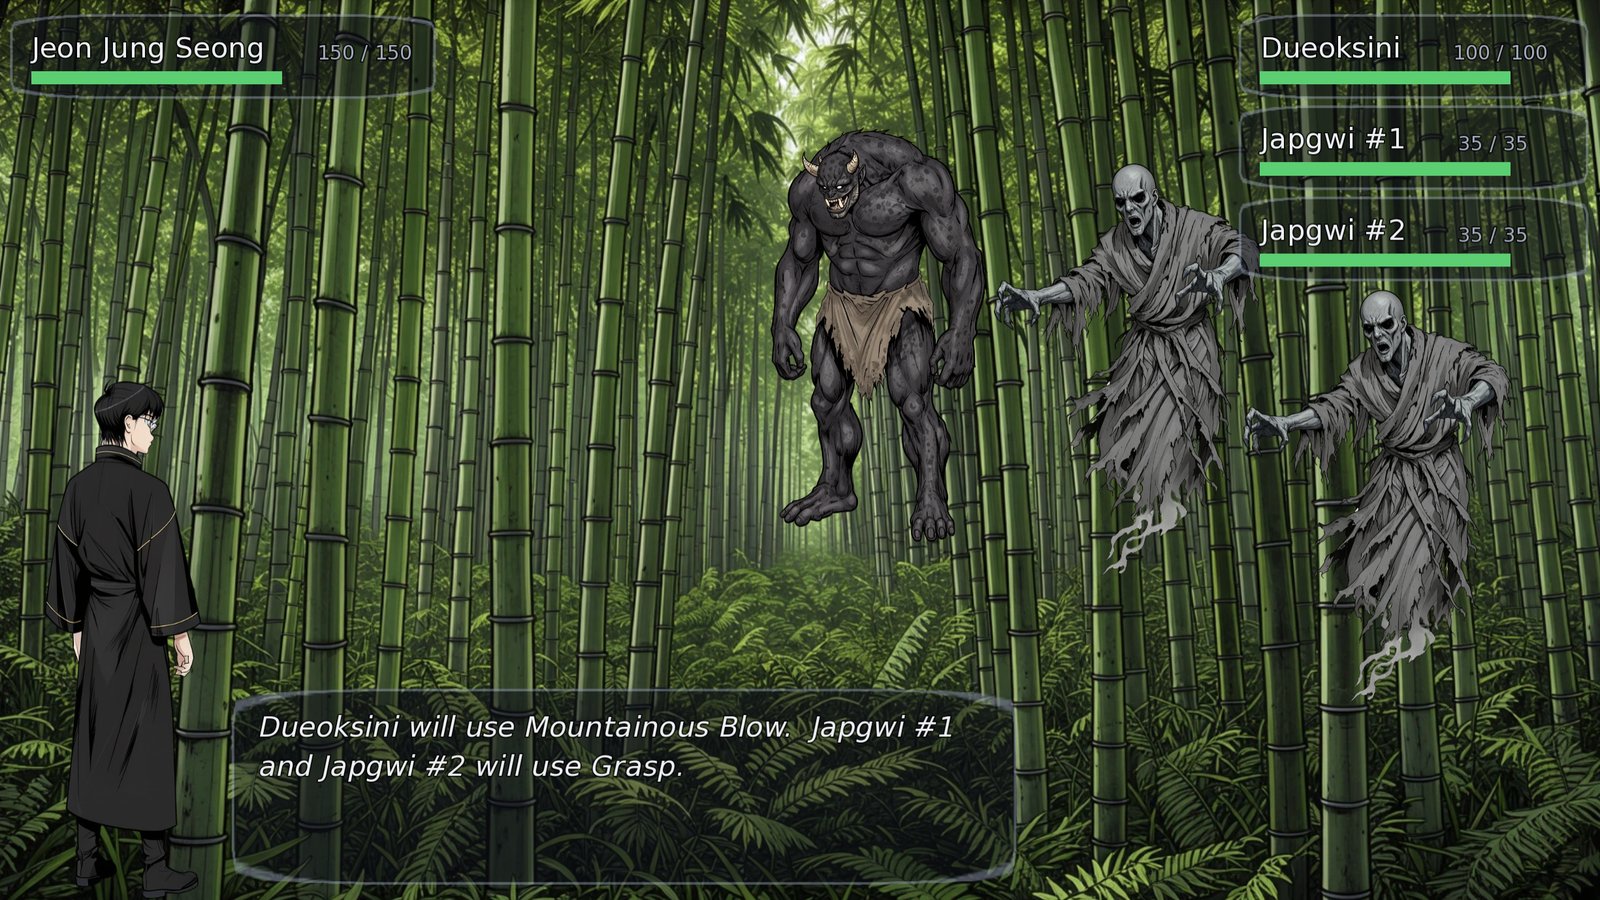 Jeon Jung Seong 150 / 150
Dueoksini 100 / 100
Japgwi #1 35 / 35
Japgwi #2 35 / 35
Dueoksini will use Mountainous Blow. Japgwi #1
and Japgwi #2 will use Grasp.